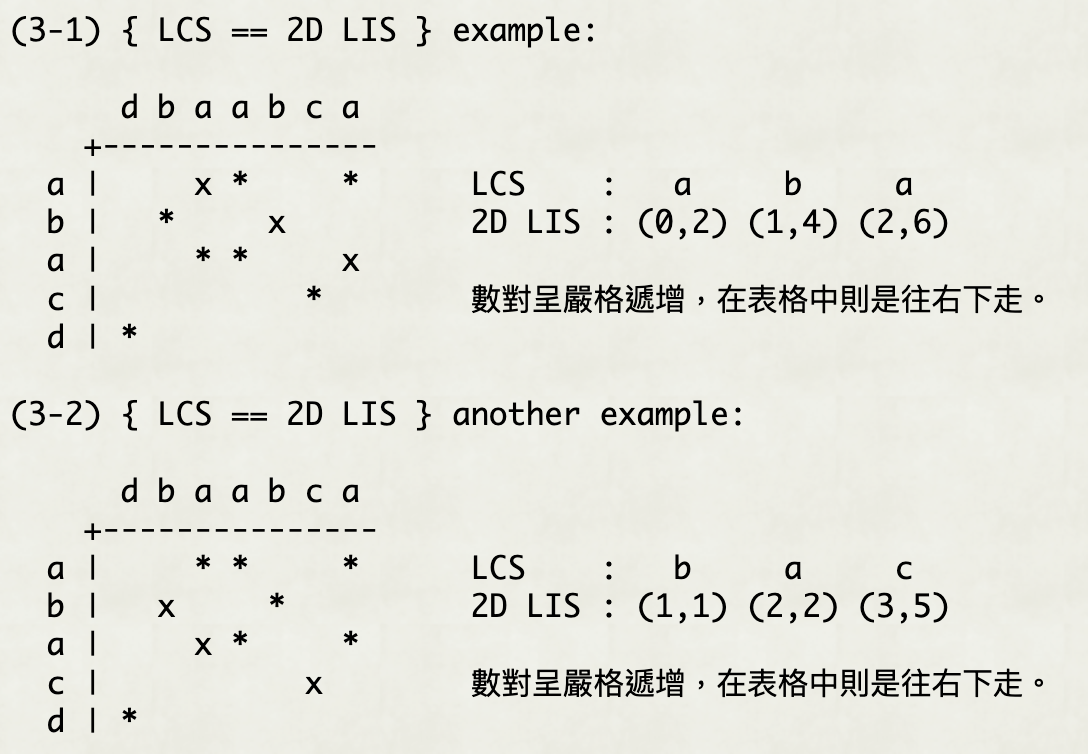 (3-1) { LCS == 2D LIS } example:

      d b a a b c a
    +---------------
  a |     x *     *     LCS    :   a     b     a
  b |   *     x         2D LIS : (0,2) (1,4) (2,6)
  a |     * *     x
  c |           *       數對呈嚴格遞增，在表格中則是往右下走。
  d | *

(3-2) { LCS == 2D LIS } another example:

      d b a a b c a
    +---------------
  a |     * *     *     LCS    :   b     a     c
  b |   x     *         2D LIS : (1,1) (2,2) (3,5)
  a |     x *     *
  c |           x       數對呈嚴格遞增，在表格中則是往右下走。
  d | *